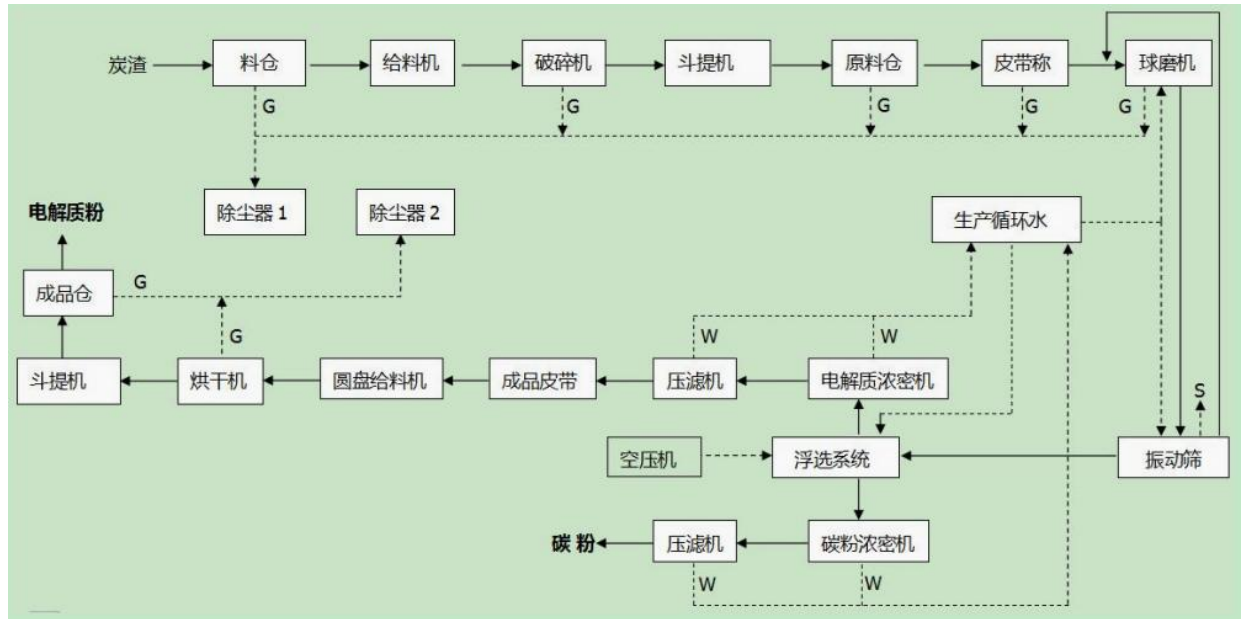 炭渣 料仓 给料机 破碎机 斗提机 原料仓 皮带称 球磨机
G G G G G
除尘器 1 除尘器 2 生产循环水
电解质粉
成品仓 G
G W W
斗提机 烘干机 圆盘给料机 成品皮带 压滤机 电解质浓密机
S
空压机 浮选系统 振动筛
碳 粉 压滤机 碳粉浓密机
W W